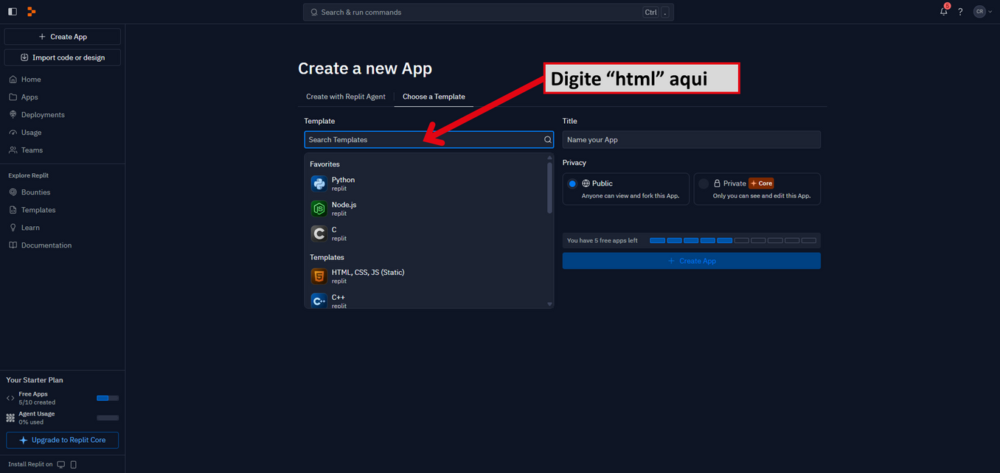 Search & run commands
Ctrl
.
5
?
CR
+ Create App
Import code or design
Home
Apps
Deployments
Usage
Teams
Explore Replit
Bounties
Templates
Learn
Documentation
Your Starter Plan
Free Apps
5/10 created
Agent Usage
0% used
Upgrade to Replit Core
Install Replit on
Create a new App
Digite “html” aqui
Create with Replit Agent
Choose a Template
Template
Search Templates
Favorites
Python
replit
Node.js
replit
C
replit
Templates
HTML, CSS, JS (Static)
replit
C++
replit
Title
Name your App
Privacy
Public
Anyone can view and fork this App.
Private + Core
Only you can see and edit this App.
You have 5 free apps left
+ Create App